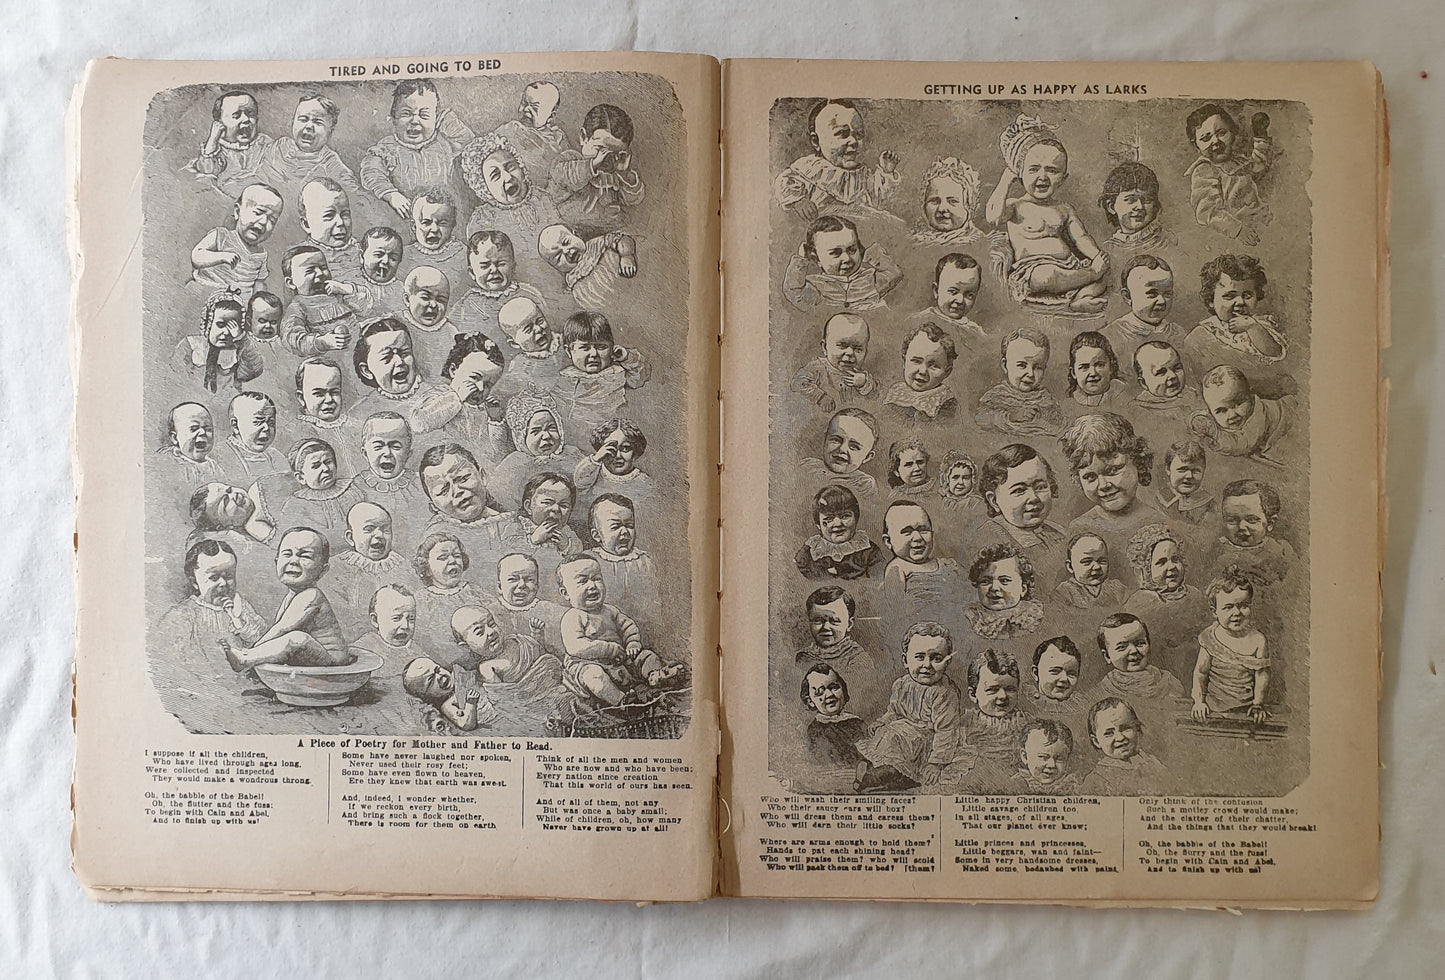 TIRED AND GOING TO BED
A Piece of Poetry for Mother and Father to Read.
I suppose if all the children,
Who have lived through ages long,
Were collected and inspected
They would make a wondrous throng.
Oh, the babble of the Babel!
Oh, the flutter and the fuss:
To begin with Cain and Abel,
And to finish up with us!
Some have never laughed nor spoken,
Never used their rosy feet;
Some have even flown to heaven,
Ere they knew that earth was sweet.
And, indeed, I wonder whether,
If we reckon every birth,
And bring such a flock together,
There is room for them on earth
Think of all the men and women
Who are now and who have been;
Every nation since creation
That this world of ours has seen.
And of all of them, not any
But was once a baby small;
While of children, oh, how many
Never have grown up at all!
GETTING UP AS HAPPY AS LARKS
Who will wash their smiling faces?
Who their saucy ears will box?
Who will dress them and caress them?
Who will darn their little socks?
Where are arms enough to hold them?
Hands to pat each shining head?
Who will praise them? who will scold
Who will pack them off to bed? [them?
Little happy Christian children,
Little savage children too,
In all stages, of all ages,
That our planet ever knew;
Little princes and princesses,
Little beggars, wan and faint—
Some in very handsome dresses,
Naked some, bedaubed with paint.
Only think of the confusion
Such a motley crowd would make;
And the clatter of their chatter,
And the things that they would break!
Oh, the babble of the Babel!
Oh, the flurry and the fuss!
To begin with Cain and Abel,
And to finish up with us!